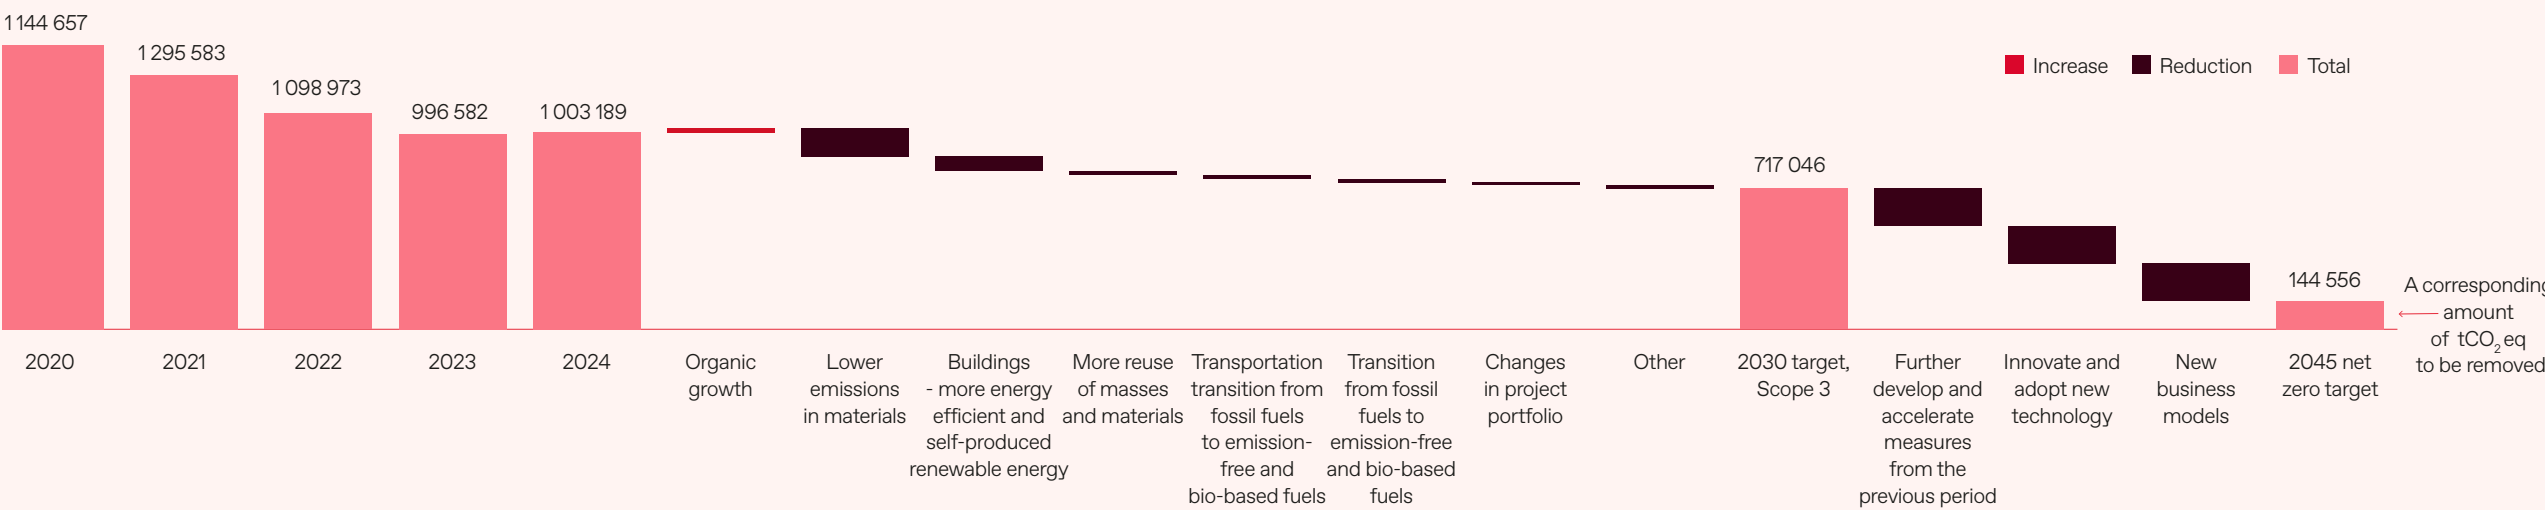 1 144 657
1 295 583
1 098 973
996 582
1 003 189
717 046
144 556
Increase
Reduction
Total
A corresponding
amount
of tCO2 eq
to be removed
2020
2021
2022
2023
2024
Organic
growth
Lower
emissions
in materials
Buildings
- more energy
efficient and
self-produced
renewable energy
More reuse
of masses
and materials
Transportation
transition from
fossil fuels
to emission-
free and
bio-based fuels
Transition
from fossil
fuels to
emission-free
and bio-based
fuels
Changes
in project
portfolio
Other
2030 target,
Scope 3
Further
develop and
accelerate
measures
from the
previous period
Innovate and
adopt new
technology
New
business
models
2045 net
zero target